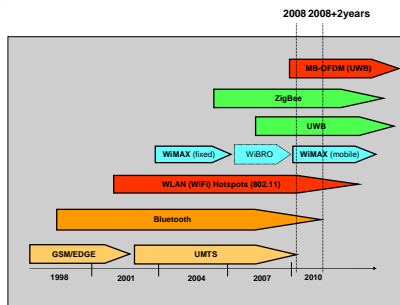 2008 2008+2years
MB-OFDM (UWB)
ZigBee
UWB
WiMAX (fixed) WiBRO WiMAX (mobile)
WLAN (WiFi) Hotspots (802.11)
Bluetooth
GSM/EDGE UMTS
1998 2001 2004 2007 2010